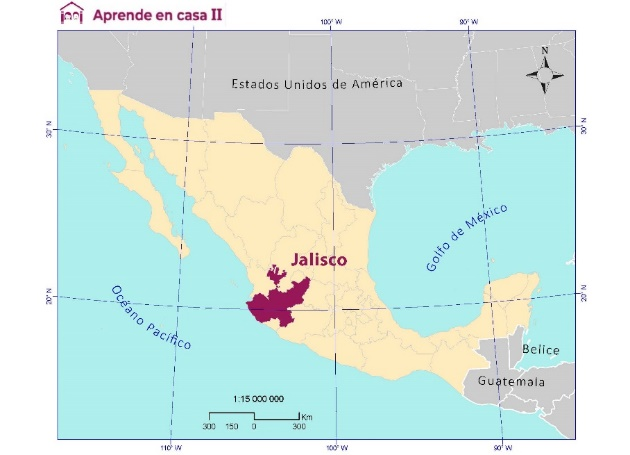 Aprende en casa II
100° W
90° W
Estados Unidos de América
N
30° N
30° N
Golfo de México
Jalisco
20° N
20° N
Océano Pacífico
Belice
Guatemala
1:15 000 000
Km
300 150 0 300
110° W
100° W
90° W